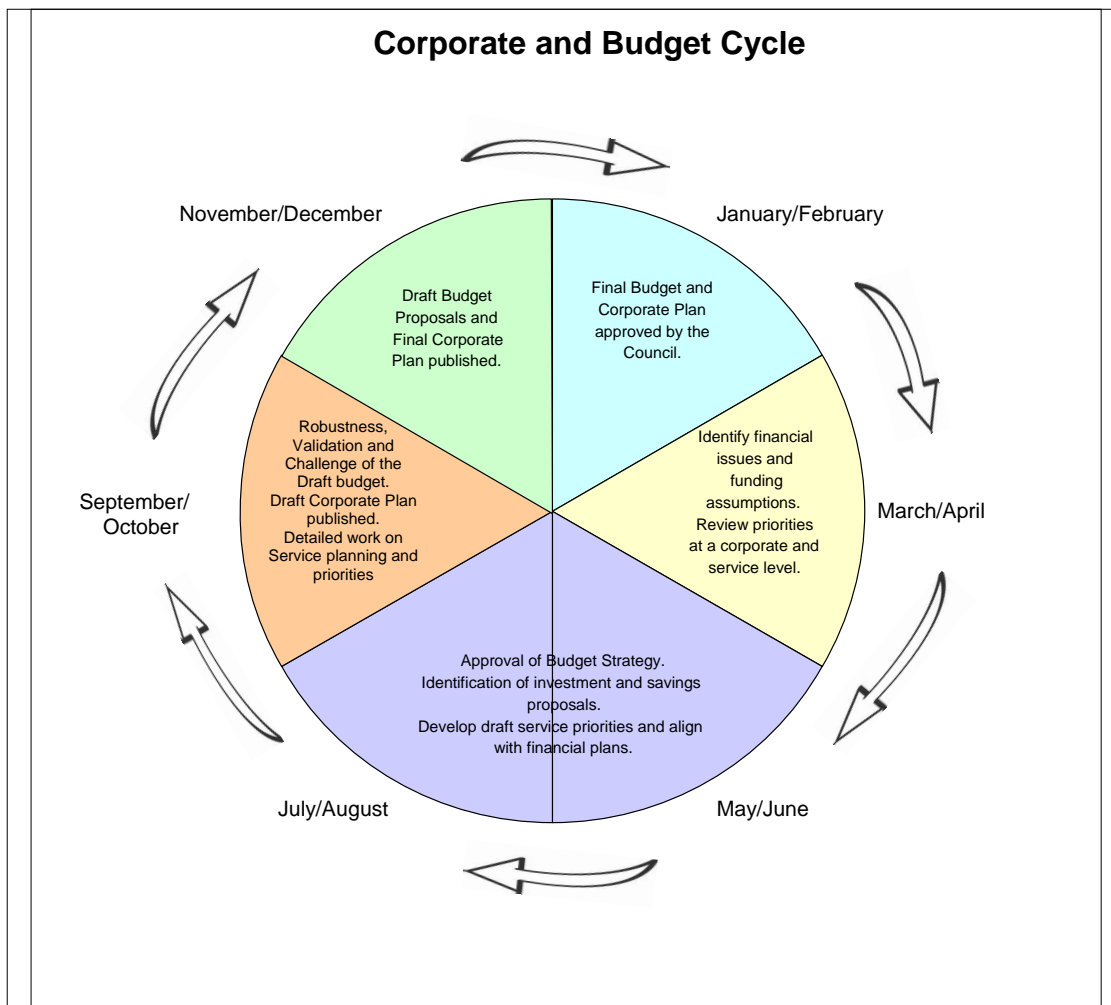 Corporate and Budget Cycle
November/December
January/February
Draft Budget
Proposals and
Final Corporate
Plan published.
Final Budget and
Corporate Plan
approved by the
Council.
Robustness,
Validation and
Challenge of the
Draft budget.
Draft Corporate Plan
published.
Detailed work on
Service planning and
priorities
Identify financial
issues and
funding
assumptions.
Review priorities
at a corporate and
service level.
September/
October
March/April
Approval of Budget Strategy.
Identification of investment and savings
proposals.
Develop draft service priorities and align
with financial plans.
July/August
May/June